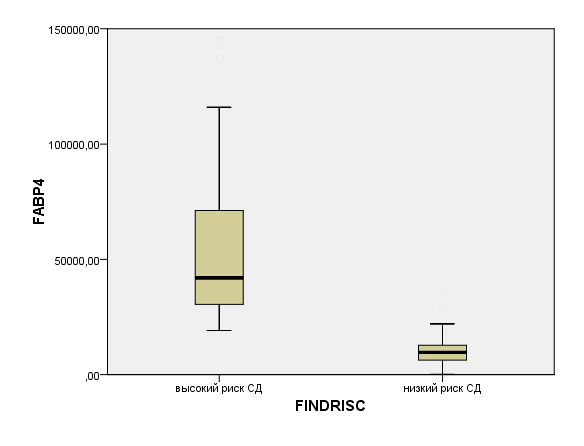 150000,00
100000,00
50000,00
,00
FABP4
высокий риск СД
низкий риск СД
FINDRISC